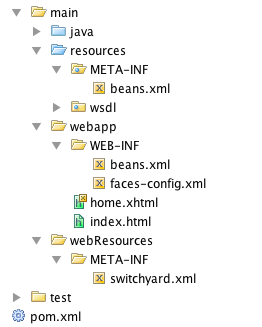 main
java
resources
META-INF
beans.xml
wsdl
webapp
WEB-INF
beans.xml
faces-config.xml
home.xhtml
index.html
webResources
META-INF
switchyard.xml
test
pom.xml